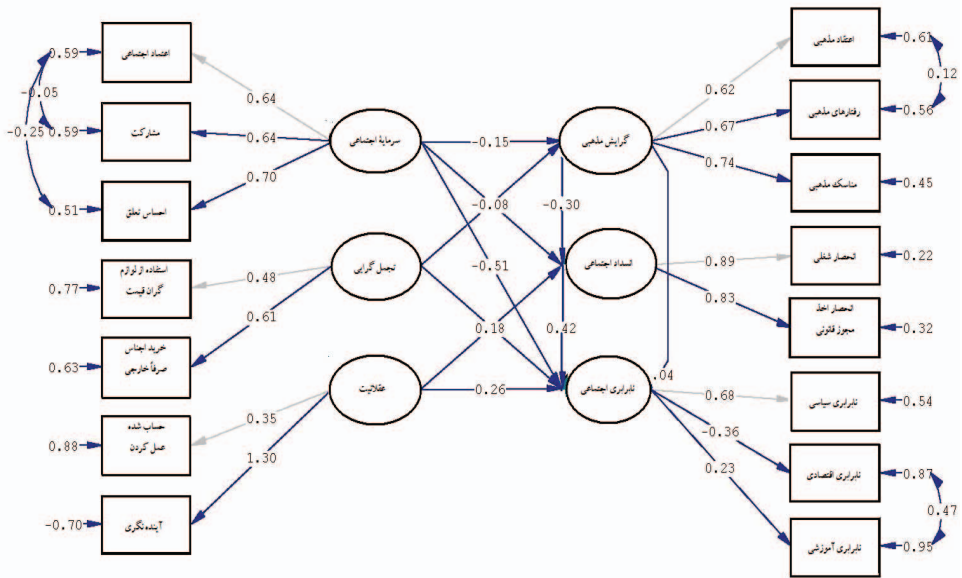 0.59
اعتماد اجتماعی
-0.05
-0.25
0.59
مشارکت
0.51
احساس تعلق
0.77
استفاده از لوازم
گران قیمت
0.63
خرید اجناس
صرفاً خارجی
0.88
حساب شده
عمل کردن
-0.70
آینده نگری
0.64
0.64
0.70
0.48
0.61
0.35
1.30
سرمایهٔ اجتماعی
تجمل گرایی
عقلانیت
-0.15
-0.08
-0.30
-0.51
0.18
0.42
0.26
.04
گرایش مذهبی
انسداد اجتماعی
نابرابری اجتماعی
0.62
0.67
0.74
0.89
0.83
0.68
-0.36
0.23
اعتقاد مذهبی
0.61
0.12
رفتارهای مذهبی
0.56
مناسک مذهبی
0.45
انحصار شغلی
0.22
انحصار اخذ
مجوز قانونی
0.32
نابرابری سیاسی
0.54
نابرابری اقتصادی
0.87
0.47
نابرابری آموزشی
0.95